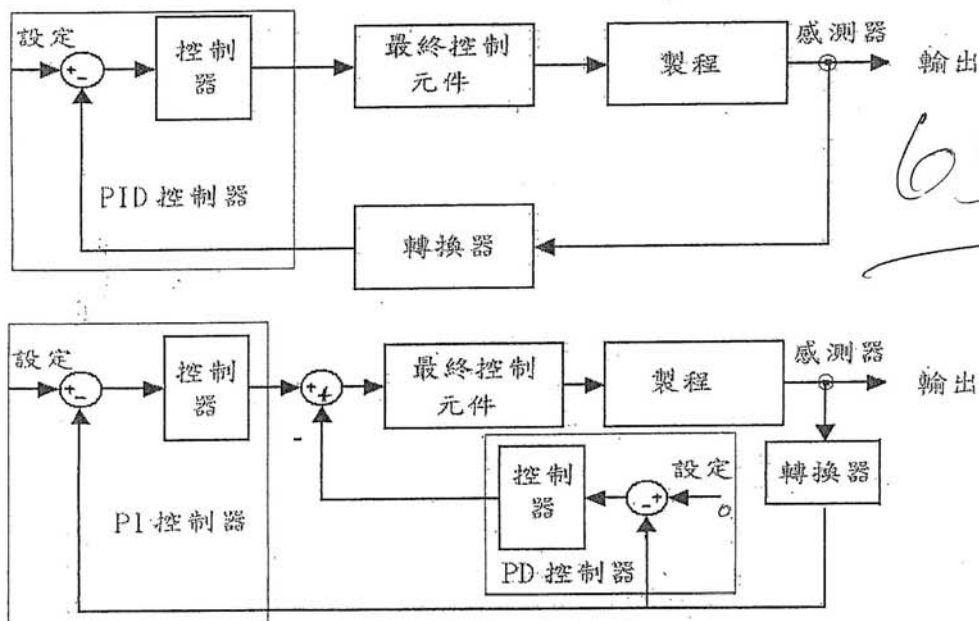 設定
控制器
最終控制元件
製程
感測器
輸出
+
-
PID 控制器
轉換器
6
設定
控制器
最終控制元件
製程
感測器
輸出
+
-
+
+
-
控制器
設定
轉換器
-
+
0
PI 控制器
PD 控制器